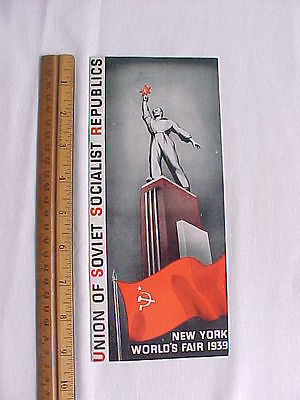 UNION OF SOVIET SOCIALIST REPUBLICS
NEW YORK
WORLD'S FAIR 1939